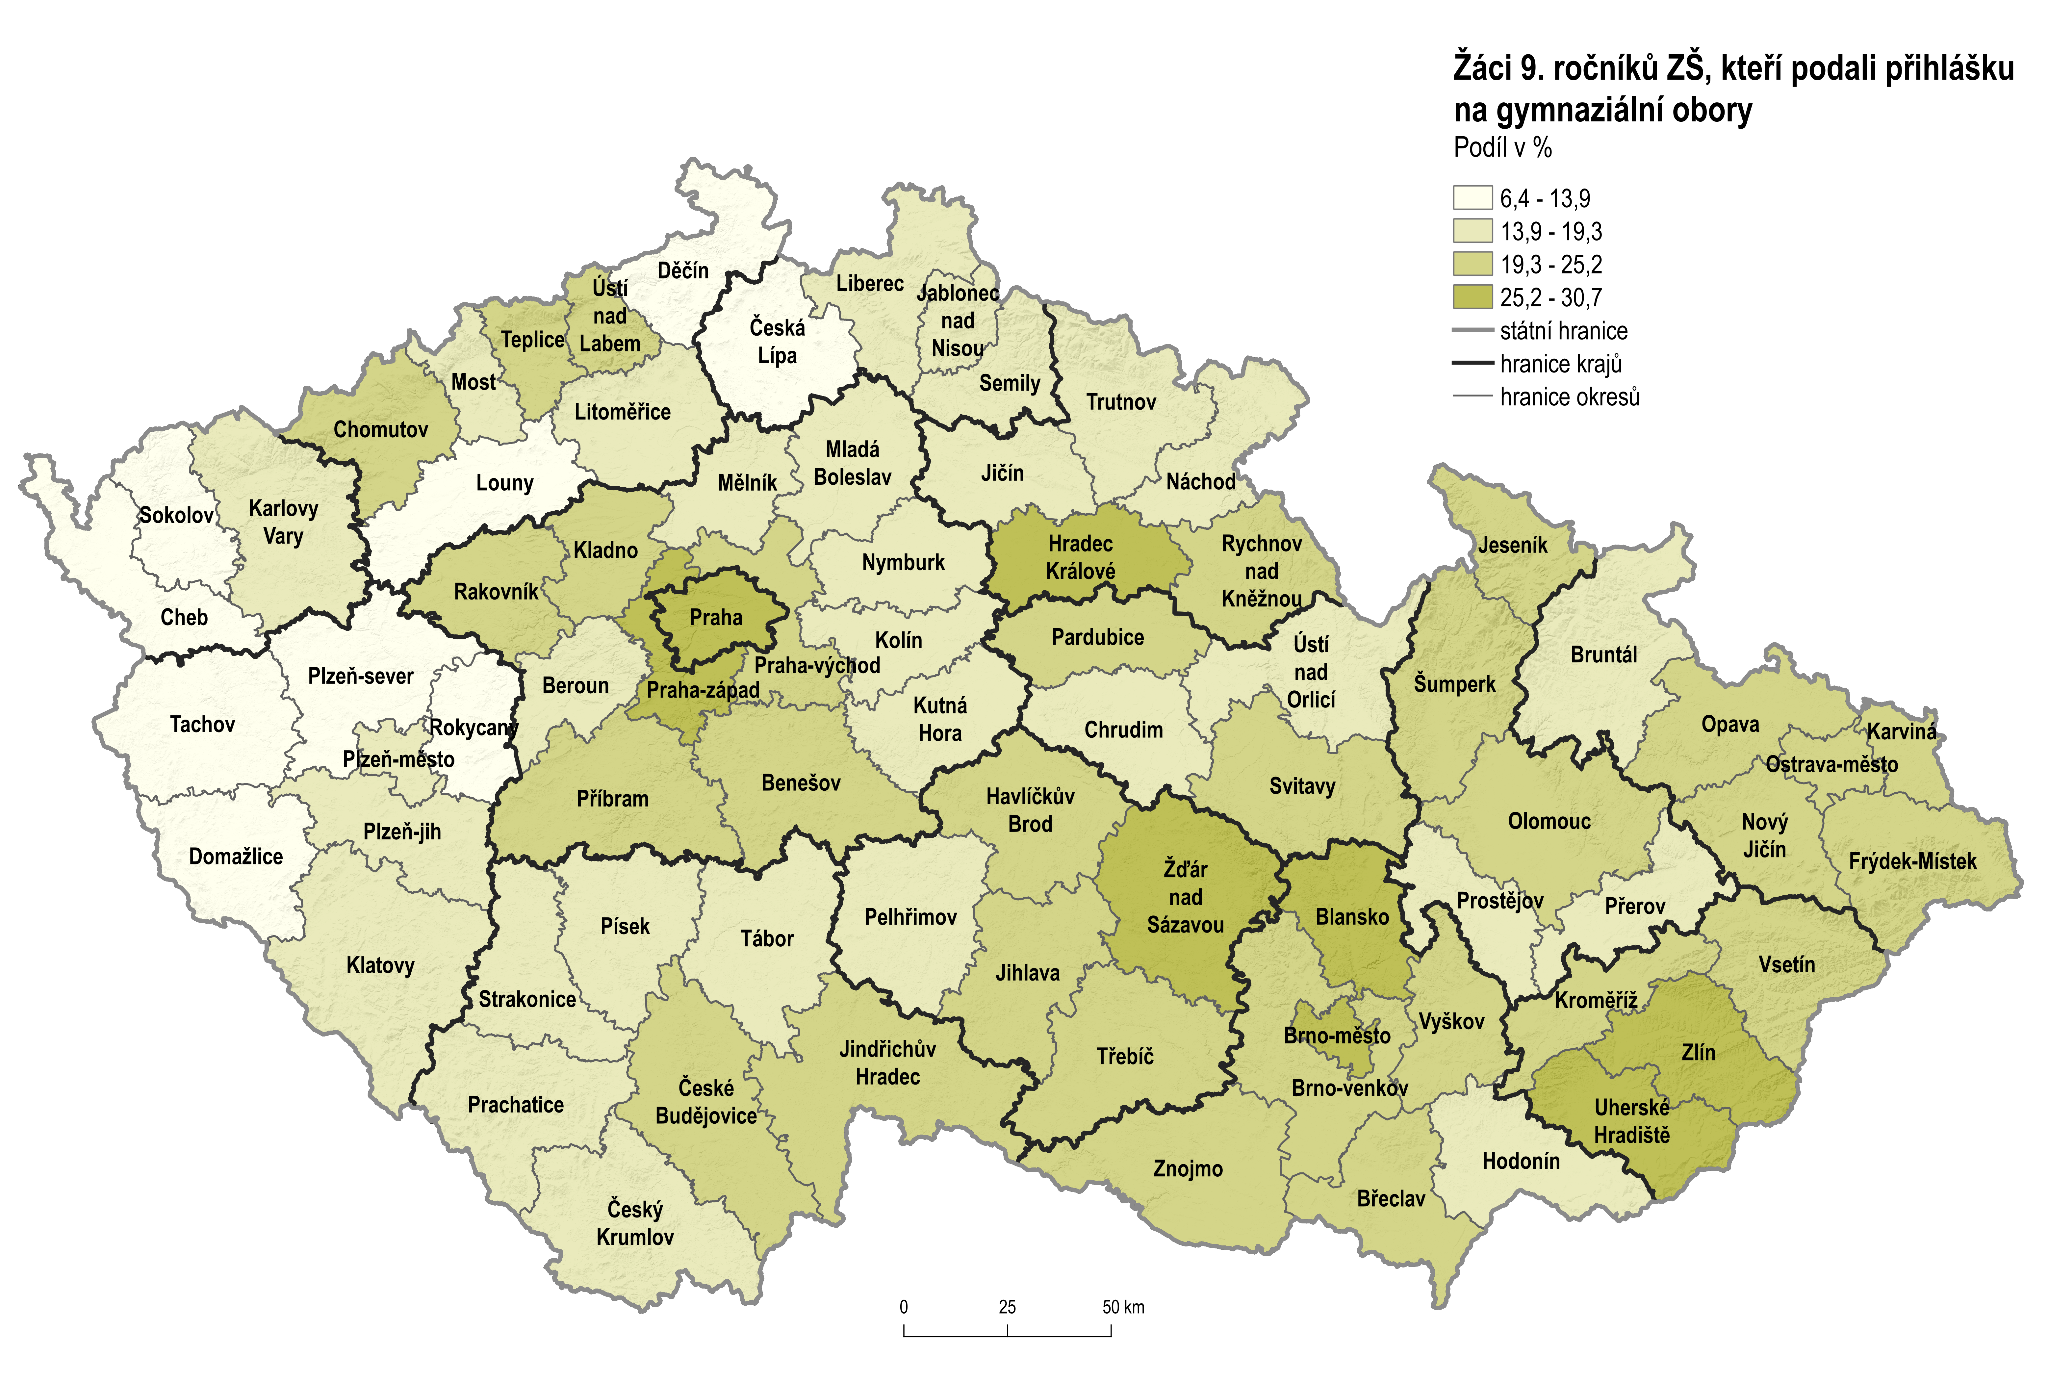 Žáci 9. ročníků ZŠ, kteří podali přihlášku
na gymnaziální obory
Podíl v %
6,4 - 13,9
13,9 - 19,3
19,3 - 25,2
25,2 - 30,7
státní hranice
hranice krajů
hranice okresů
Děčín
Liberec
Ústí
nad
Labem
Jablonec
nad
Nisou
Česká
Lípa
Teplice
Most
Semily
Litoměřice
Trutnov
Chomutov
Mladá
Boleslav
Jičín
Louny
Mělník
Náchod
Sokolov
Karlovy
Vary
Kladno
Hradec
Králové
Rychnov
nad
Kněžnou
Jeseník
Nymburk
Rakovník
Cheb
Praha
Kolín
Pardubice
Ústí
nad
Orlicí
Bruntál
Plzeň-sever
Beroun
Praha-východ
Praha-západ
Šumperk
Tachov
Rokycany
Kutná
Hora
Chrudim
Opava
Karviná
Plzeň-město
Ostrava-město
Příbram
Benešov
Havlíčkův
Brod
Svitavy
Olomouc
Nový
Jičín
Plzeň-jih
Domažlice
Frýdek-Místek
Žďár
nad
Sázavou
Písek
Tábor
Pelhřimov
Blansko
Prostějov
Přerov
Klatovy
Jihlava
Vsetín
Strakonice
Kroměříž
Vyškov
Brno-město
Jindřichův
Hradec
Třebíč
Zlín
České
Budějovice
Brno-venkov
Prachatice
Uherské
Hradiště
Znojmo
Hodonín
Břeclav
Český
Krumlov
0 25 50 km